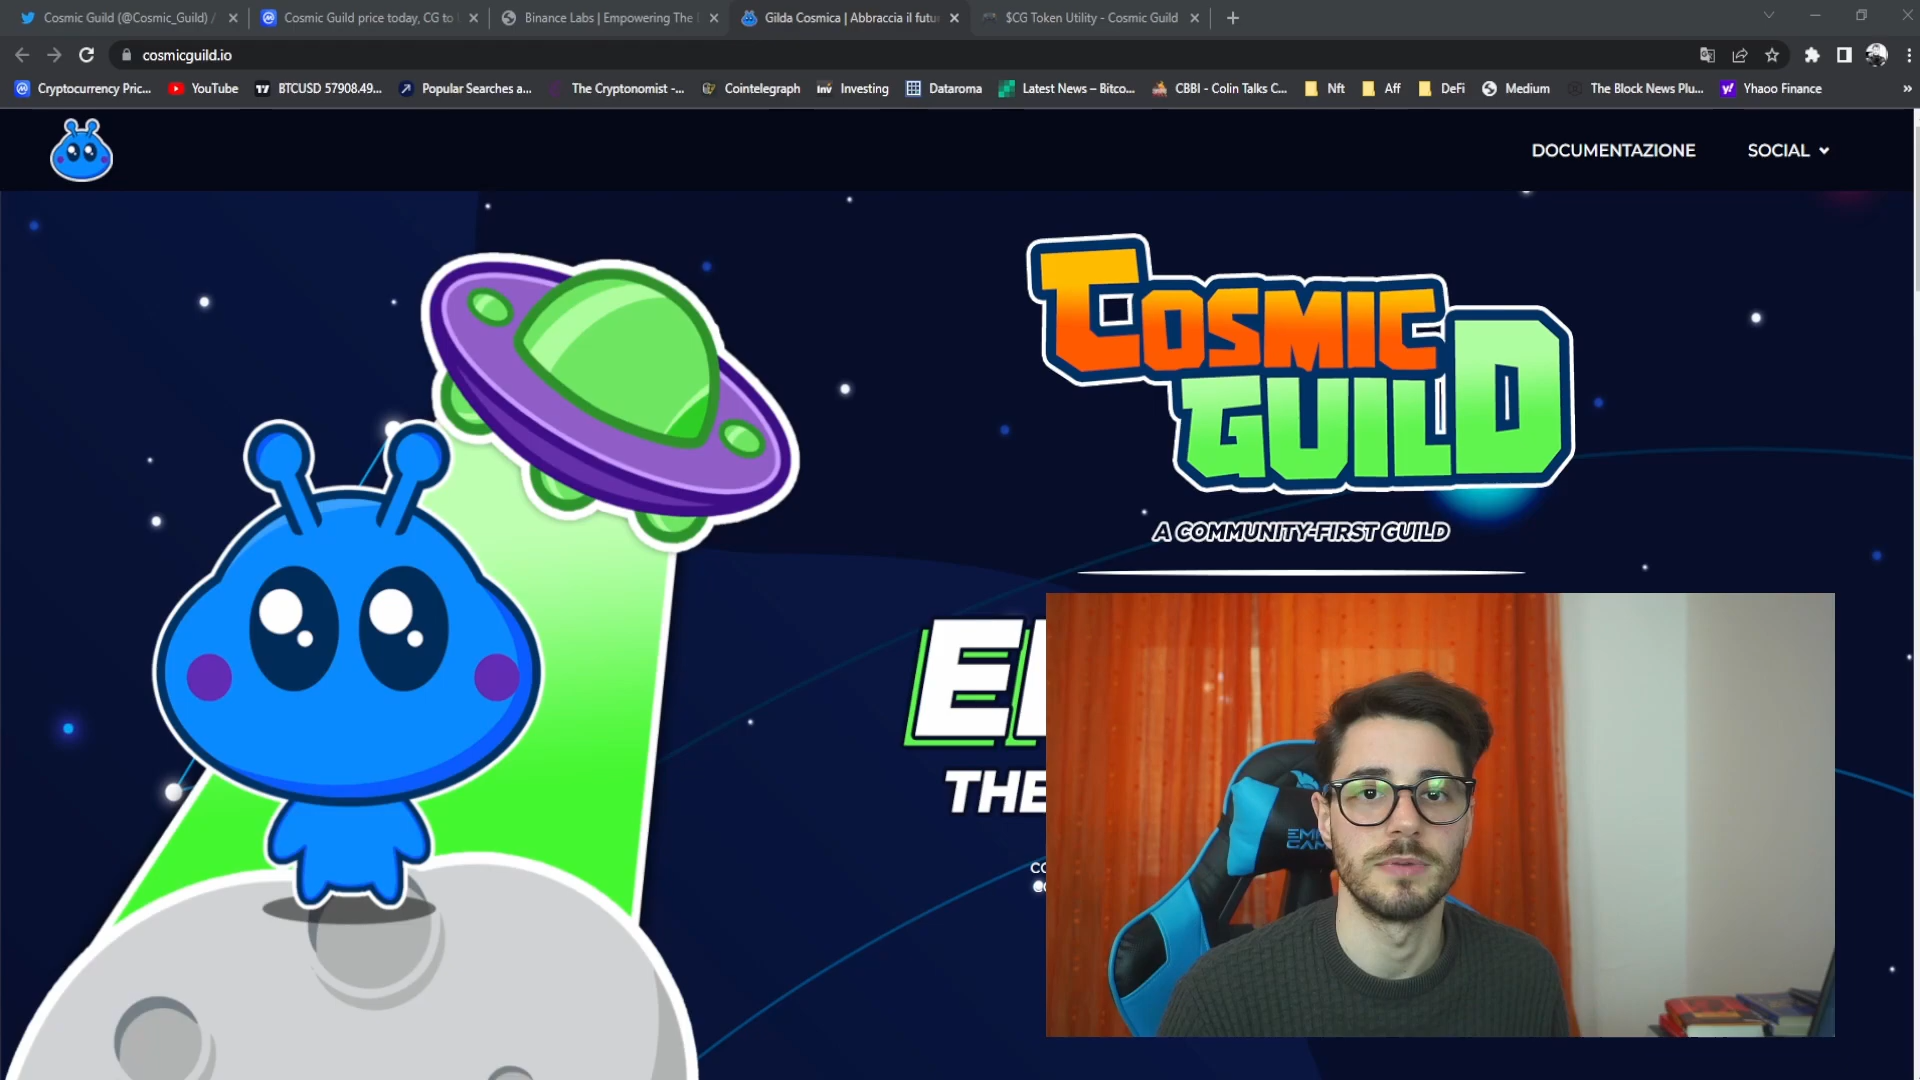 Cosmic Guild (@Cosmic_Guild) /
Cosmic Guild price today, CG to
Binance Labs | Empowering The
Gilda Cosmica | Abbraccia il futu
$CG Token Utility - Cosmic Guild
cosmicguild.io
Cryptocurrency Pric...
YouTube
BTCUSD 57908.49...
Popular Searches a...
The Cryptonomist -...
Cointelegraph
Investing
Dataroma
Latest News – Bitco...
CBBI - Colin Talks C...
Nft
Aff
DeFi
Medium
The Block News Plu...
Yhaoo Finance
DOCUMENTAZIONE
SOCIAL
COSMIC
GUILD
A COMMUNITY-FIRST GUILD
THE